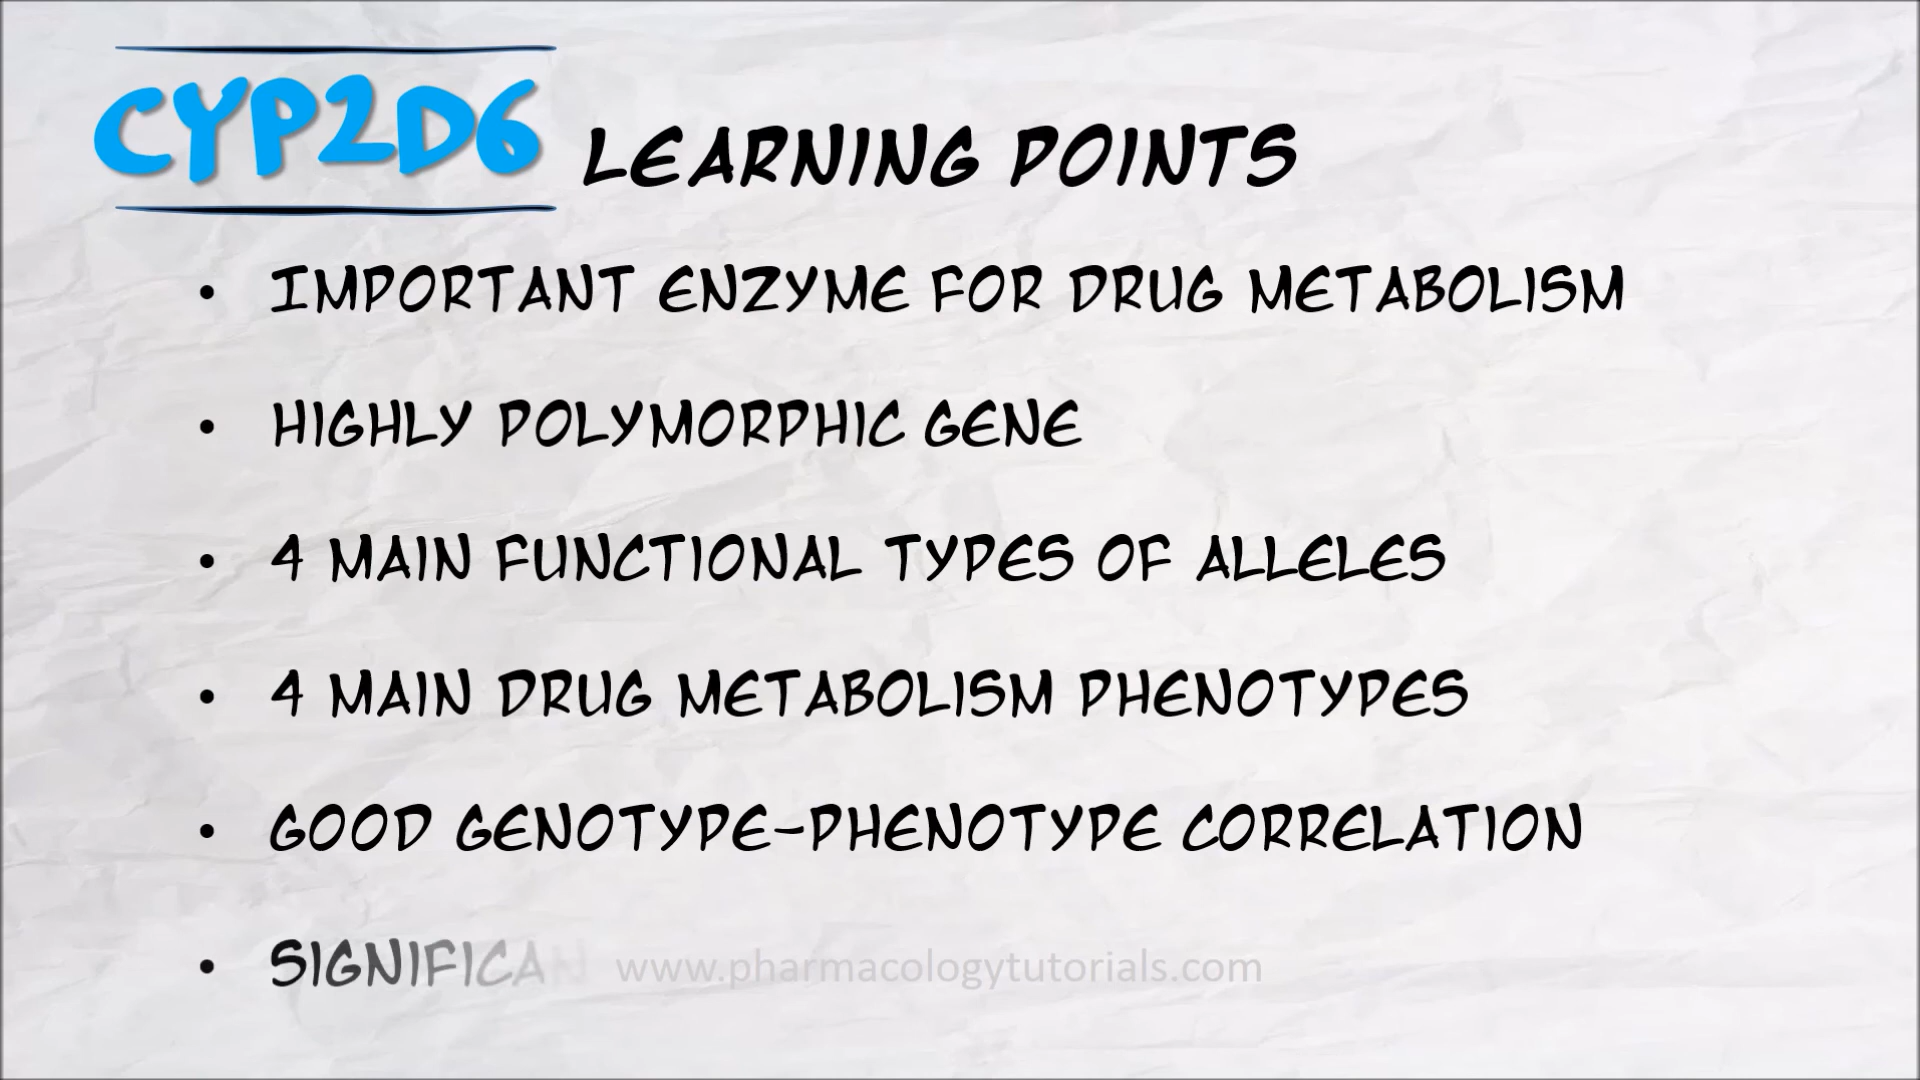 CYP2D6 LEARNING POINTS
• IMPORTANT ENZYME FOR DRUG METABOLISM
• HIGHLY POLYMORPHIC GENE
• 4 MAIN FUNCTIONAL TYPES OF ALLELES
• 4 MAIN DRUG METABOLISM PHENOTYPES
• GOOD GENOTYPE-PHENOTYPE CORRELATION
• SIGNIFICAN www.pharmacologytutorials.com